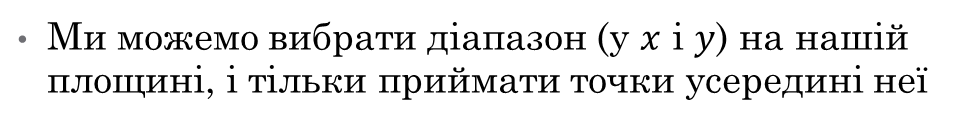 • Ми можемо вибрати діапазон (у x і y) на нашій
площині, і тільки приймати точки усередині неї